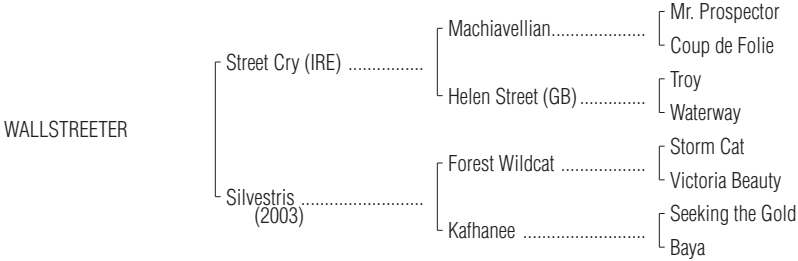 Mr. Prospector
Machiavellian....................
Coup de Folie
Street Cry (IRE) ................
Troy
Helen Street (GB)..............
Waterway
WALLSTREETER
Storm Cat
Forest Wildcat ..................
Victoria Beauty
Silvestris ..........................
(2003)
Seeking the Gold
Kafhanee ..........................
Baya